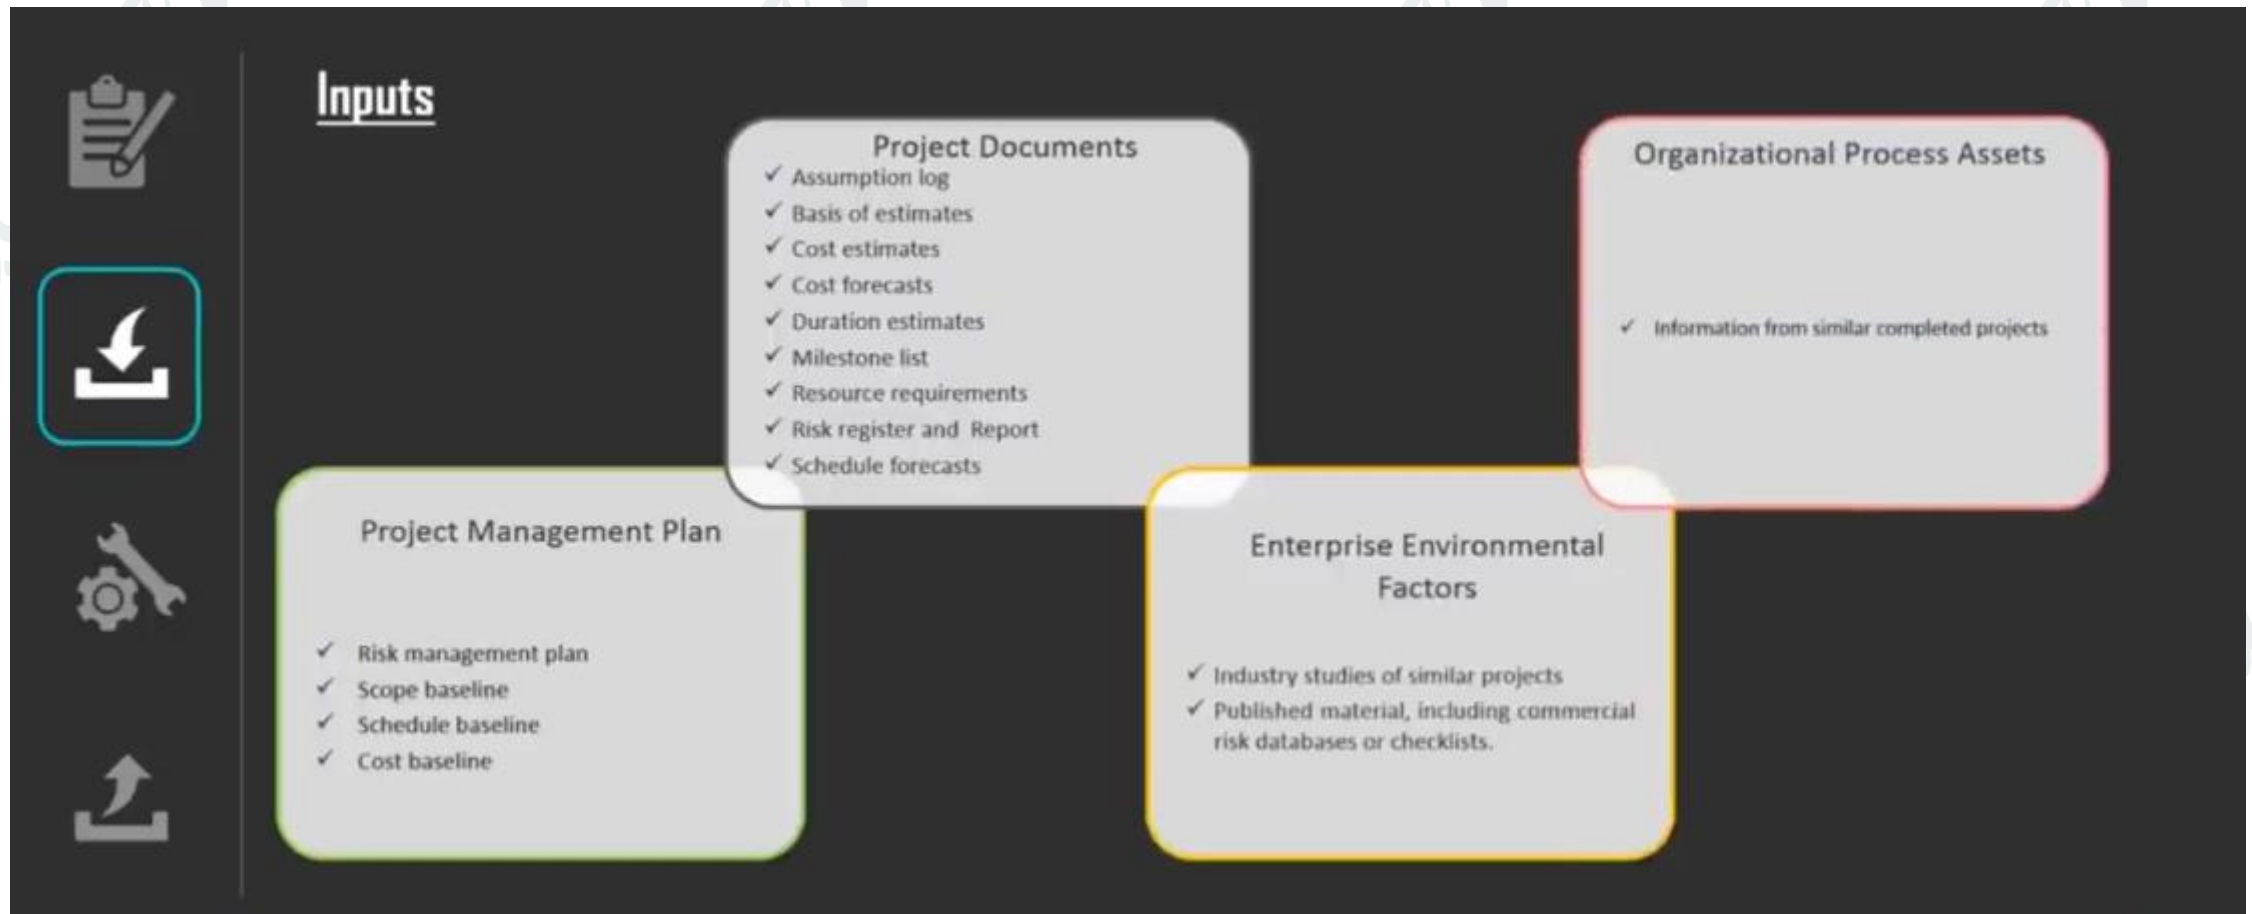 Inputs
Project Documents
✓ Assumption log
✓ Basis of estimates
✓ Cost estimates
✓ Cost forecasts
✓ Duration estimates
✓ Milestone list
✓ Resource requirements
✓ Risk register and Report
✓ Schedule forecasts
Organizational Process Assets
✓ Information from similar completed projects
Project Management Plan
✓ Risk management plan
✓ Scope baseline
✓ Schedule baseline
✓ Cost baseline
Enterprise Environmental
Factors
✓ Industry studies of similar projects
✓ Published material, including commercial
risk databases or checklists.